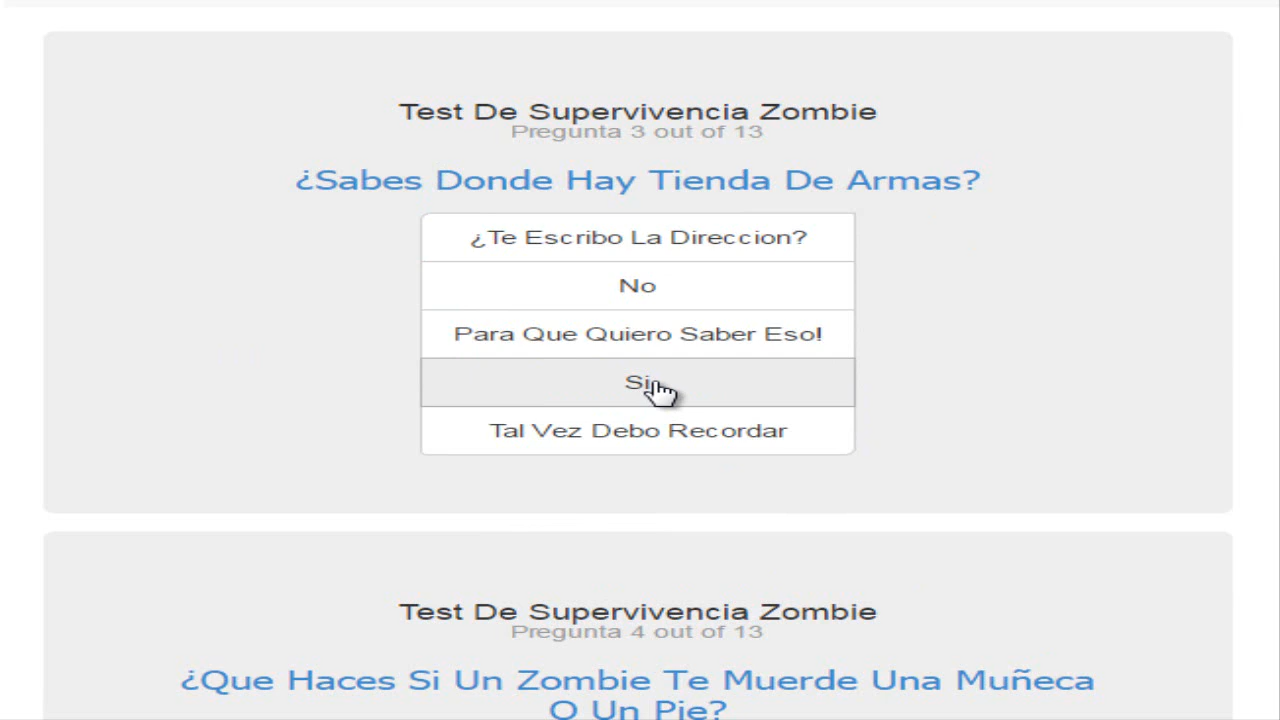 Test De Supervivencia Zombie
Pregunta 3 out of 13
¿Sabes Donde Hay Tienda De Armas?
¿Te Escribo La Direccion?
No
Para Que Quiero Saber Eso!
Si
Tal Vez Debo Recordar
Test De Supervivencia Zombie
Pregunta 4 out of 13
¿Que Haces Si Un Zombie Te Muerde Una Muñeca
O Un Pie?